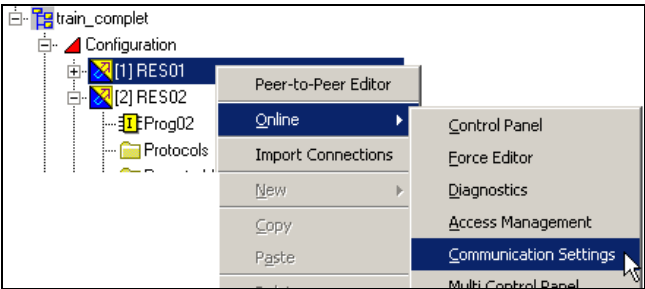 train_complet
Configuration
[1] RES01
[2] RES02
Prog02
Protocols
Peer-to-Peer Editor
Online
Import Connections
New
Copy
Paste
Control Panel
Force Editor
Diagnostics
Access Management
Communication Settings
Multi Control Panel